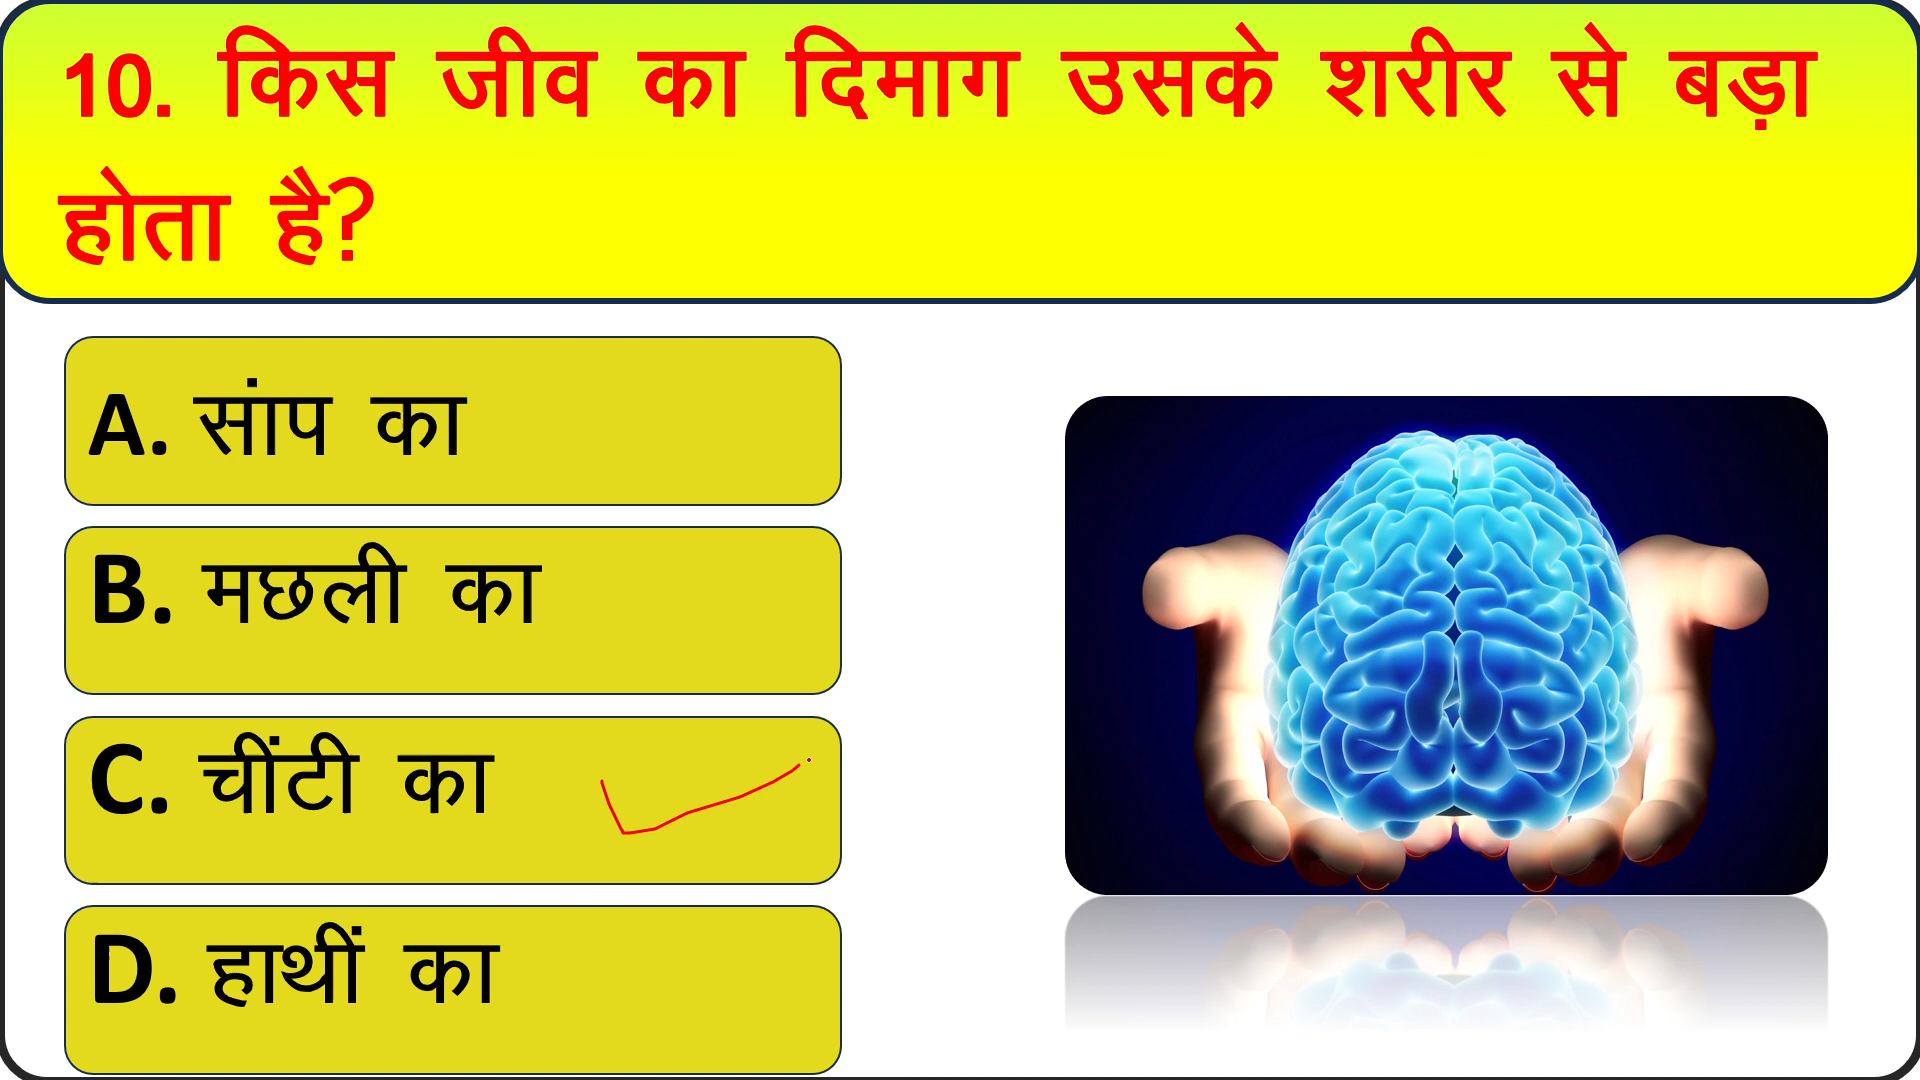 10. किस जीव का दिमाग उसके शरीर से बड़ा
होता है?
A. सांप का
B. मछली का
C. चींटी का
D. हाथीं का